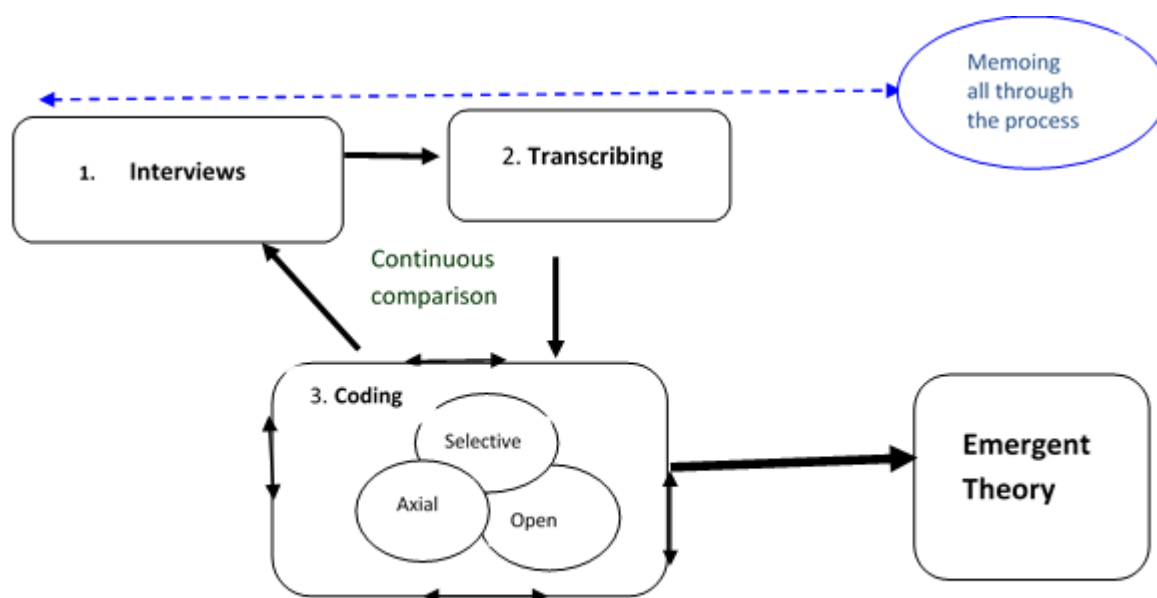 Memoing
all through
the process
1. Interviews
2. Transcribing
Continuous
comparison
3. Coding
Selective
Axial
Open
Emergent
Theory